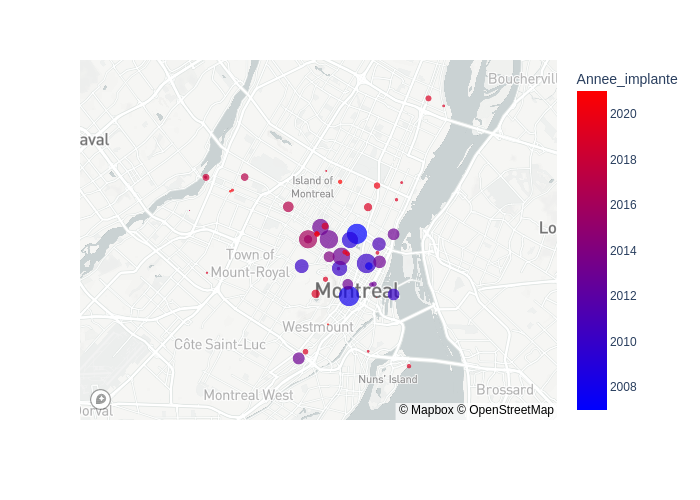 Annee_implante
2020
2018
2016
2014
2012
2010
2008
Bouchervill
aval
Island of
Montreal
Lo
Town of
Mount-Royal
Montreal
Westmount
Côte Saint-Luc
Nuns' Island
Montreal West
Brossard
Dorval
© Mapbox © OpenStreetMap